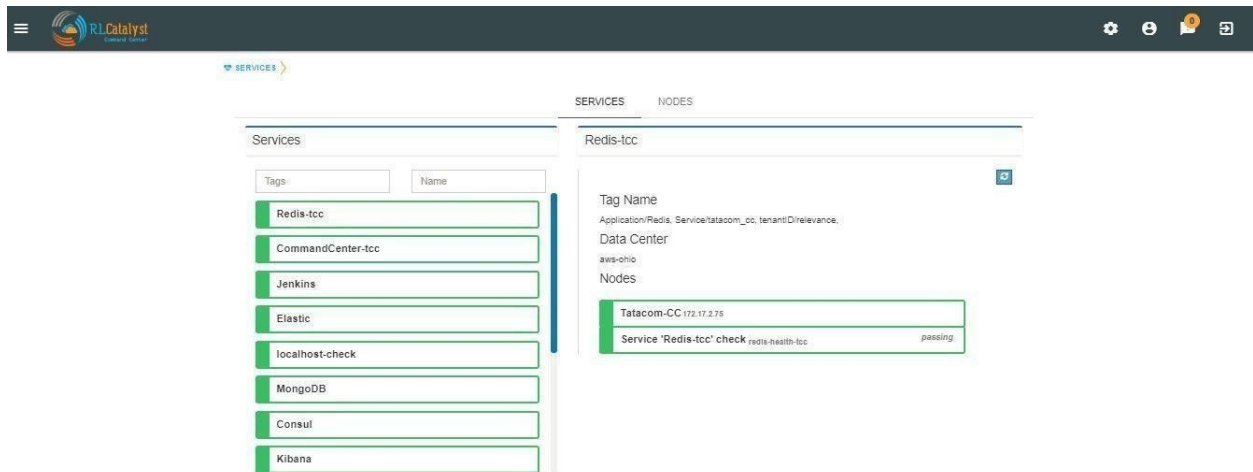 RLCatalyst
Command Center
0
SERVICES
SERVICES NODES
Services
Tags Name
Redis-tcc
CommandCenter-tcc
Jenkins
Elastic
localhost-check
MongoDB
Consul
Kibana
Redis-tcc
Tag Name
Application/Redis, Service/tatacom_cc, tenantID/relevance,
Data Center
aws-ohio
Nodes
Tatacom-CC 172.17.2.75
Service 'Redis-tcc' check redis-health-tcc passing